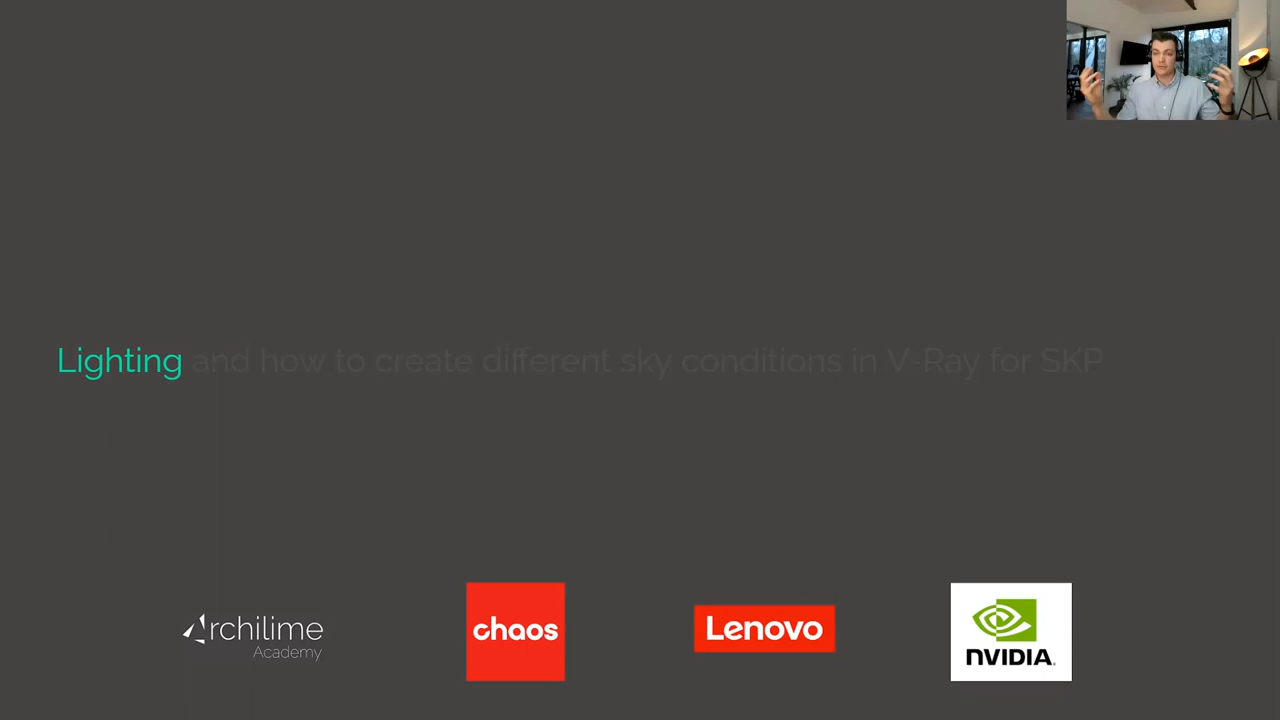 Lighting and how to create different sky conditions in V-Ray for SKP
Archilime
Academy
chaos
Lenovo
NVIDIA.